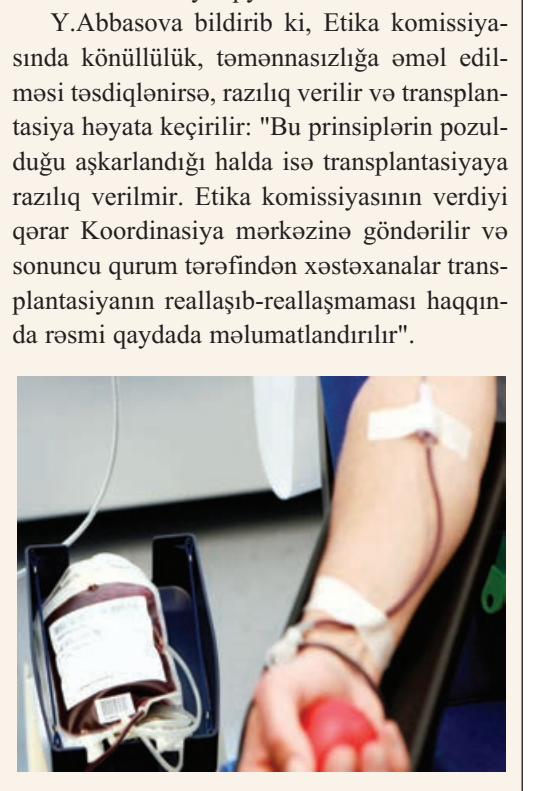 Y.Abbasova bildirib ki, Etika komissiya-
sında könüllülük, təmənnasızlığa əməl edil-
məsi təsdiqlənirsə, razılıq verilir və transplan-
tasiya həyata keçirilir: "Bu prinsiplərin pozul-
duğu aşkarlandığı halda isə transplantasiyaya
razılıq verilmir. Etika komissiyasının verdiyi
qərar Koordinasiya mərkəzinə göndərilir və
sonuncu qurum tərəfindən xəstəxanalar trans-
plantasiyanın reallaşıb-reallaşmaması haqqın-
da rəsmi qaydada məlumatlandırılır".